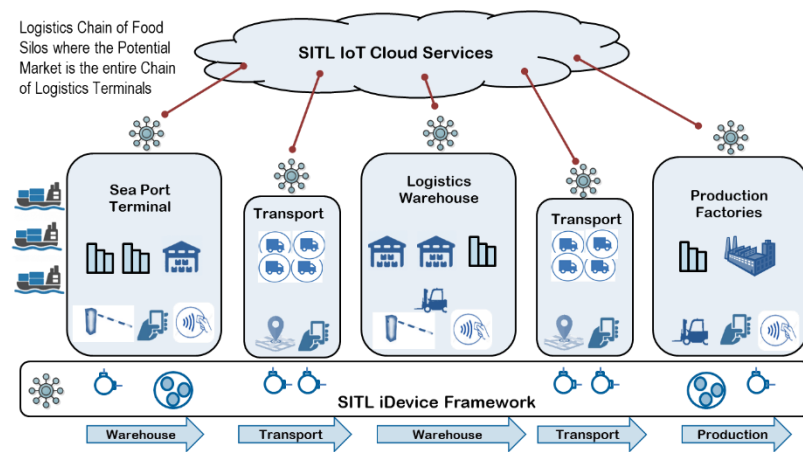 Logistics Chain of Food
Silos where the Potential
Market is the entire Chain
of Logistics Terminals
SITL IoT Cloud Services
Sea Port
Terminal
Transport
Logistics
Warehouse
Transport
Production
Factories
SITL iDevice Framework
Warehouse
Transport
Warehouse
Transport
Production